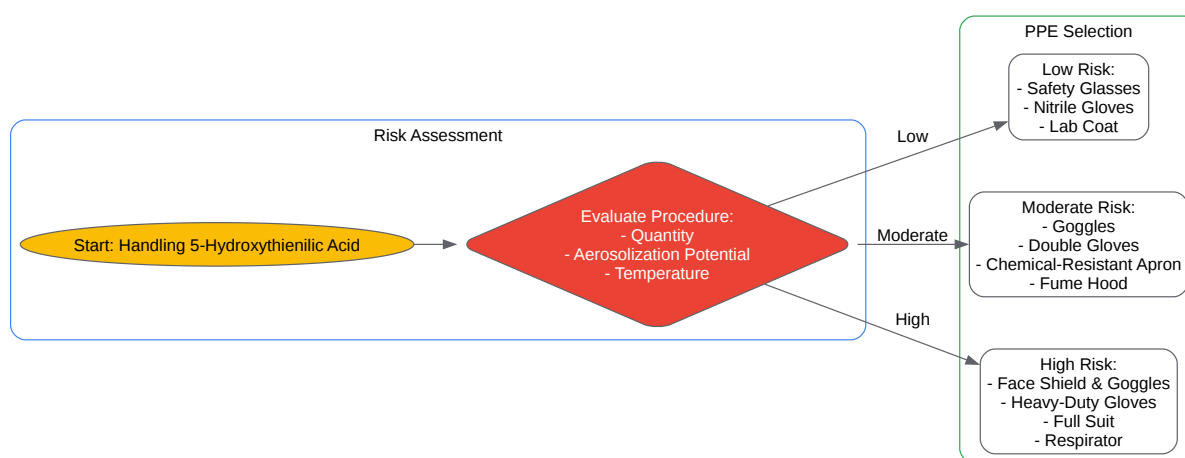 PPE Selection
Low Risk:
- Safety Glasses
- Nitrile Gloves
- Lab Coat
Risk Assessment
Low
Start: Handling 5-Hydroxythienilic Acid
Evaluate Procedure:
- Quantity
- Aerosolization Potential
- Temperature
Moderate
Moderate Risk:
- Goggles
- Double Gloves
- Chemical-Resistant Apron
- Fume Hood
High
High Risk:
- Face Shield & Goggles
- Heavy-Duty Gloves
- Full Suit
- Respirator